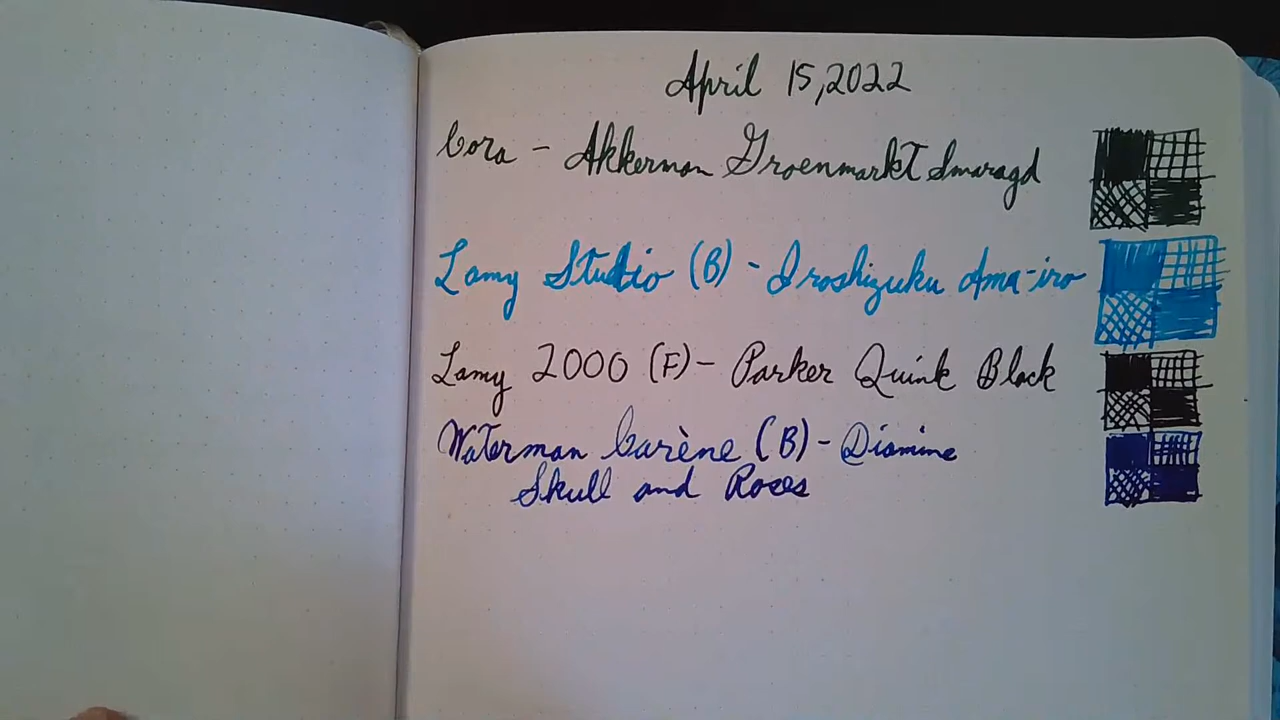 April 15, 2022
Cora - Akkerman Groenmarkt Smaragd
Lamy Studio (B) - Iroshizuku Ama-iro
Lamy 2000 (F) - Parker Quink Black
Waterman Carène (B) - Diamine
Skull and Roses